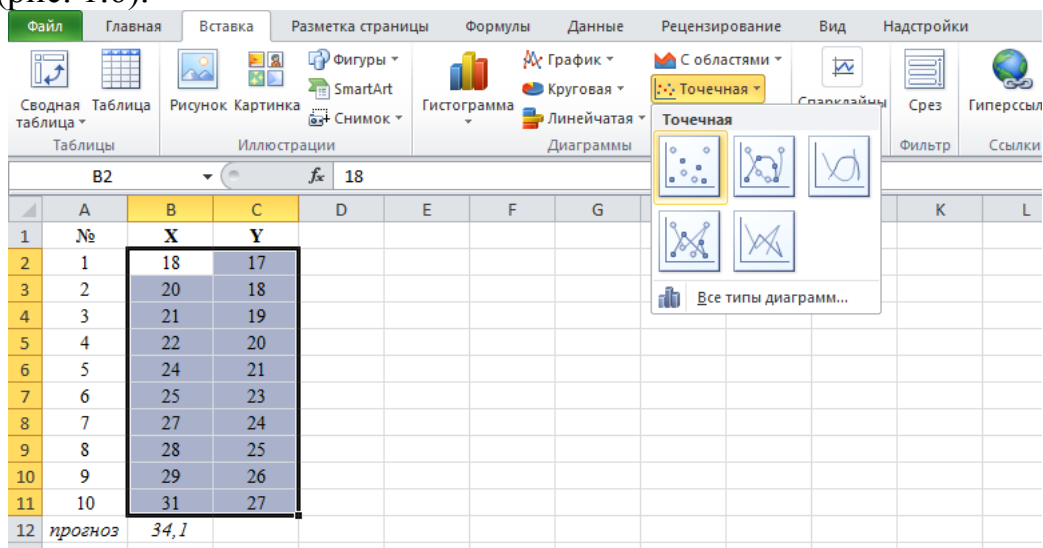 (рис. 1.6).
Файл Главная Вставка Разметка страницы Формулы Данные Рецензирование Вид Надстройки
Сводная таблица Таблица Рисунок Картинка Фигуры SmartArt Снимок Гистограмма График Круговая Линейчатая С областями Точечная Спарклайны Срез Гиперссыл
Таблицы Иллюстрации Диаграммы Фильтр Ссылки
Точечная
Все типы диаграмм...
B2 fx 18
A B C D E F G K L
1 № X Y
2 1 18 17
3 2 20 18
4 3 21 19
5 4 22 20
6 5 24 21
7 6 25 23
8 7 27 24
9 8 28 25
10 9 29 26
11 10 31 27
12 прогноз 34,1